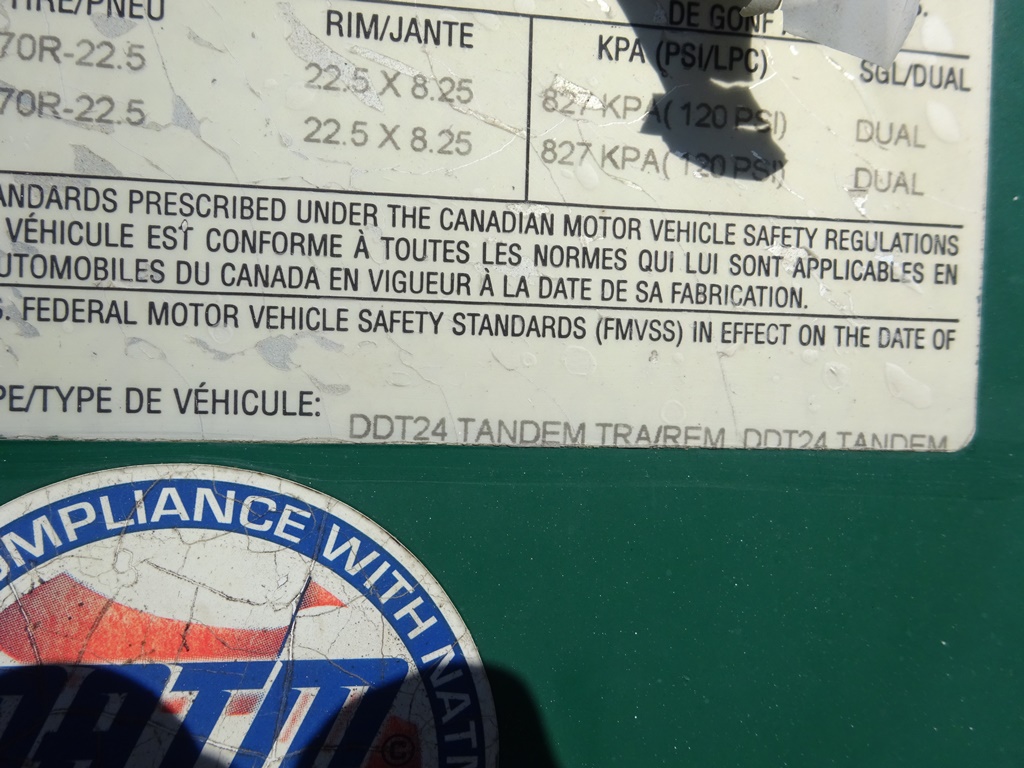 TIRE/PNEU RIM/JANTE DE GONF
KPA (PSI/LPC) SGL/DUAL
70R-22.5 22.5 X 8.25 827 KPA( 120 PSI) DUAL
70R-22.5 22.5 X 8.25 827 KPA( 120 PSI) DUAL
ANDARDS PRESCRIBED UNDER THE CANADIAN MOTOR VEHICLE SAFETY REGULATIONS
VÉHICULE EST CONFORME À TOUTES LES NORMES QUI LUI SONT APPLICABLES EN
UTOMOBILES DU CANADA EN VIGUEUR À LA DATE DE SA FABRICATION.
S. FEDERAL MOTOR VEHICLE SAFETY STANDARDS (FMVSS) IN EFFECT ON THE DATE OF
PE/TYPE DE VÉHICULE: DDT24 TANDEM TRA/REM DDT24 TANDEM
OMPLIANCE WITH NATM
NATM
©